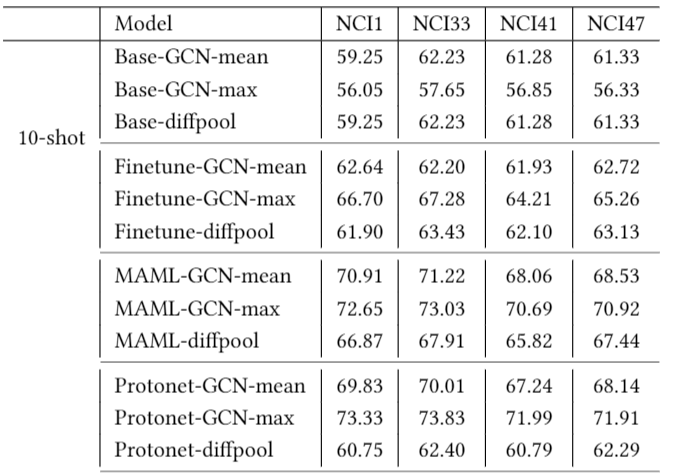 Model NCI1 NCI33 NCI41 NCI47
Base-GCN-mean 59.25 62.23 61.28 61.33
Base-GCN-max 56.05 57.65 56.85 56.33
Base-diffpool 59.25 62.23 61.28 61.33
10-shot
Finetune-GCN-mean 62.64 62.20 61.93 62.72
Finetune-GCN-max 66.70 67.28 64.21 65.26
Finetune-diffpool 61.90 63.43 62.10 63.13
MAML-GCN-mean 70.91 71.22 68.06 68.53
MAML-GCN-max 72.65 73.03 70.69 70.92
MAML-diffpool 66.87 67.91 65.82 67.44
Protonet-GCN-mean 69.83 70.01 67.24 68.14
Protonet-GCN-max 73.33 73.83 71.99 71.91
Protonet-diffpool 60.75 62.40 60.79 62.29